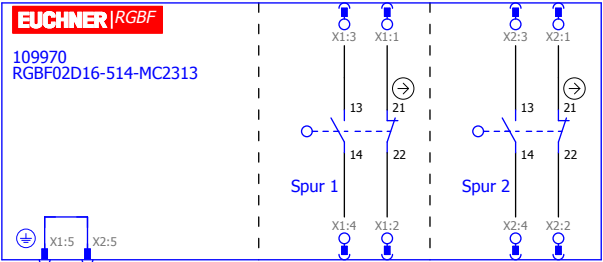 EUCHNER RGBF
109970
RGBF02D16-514-MC2313
X1:3 X1:1 X2:3 X2:1
13 21 13 21
14 22 14 22
Spur 1 Spur 2
X1:4 X1:2 X2:4 X2:2
X1:5 X2:5